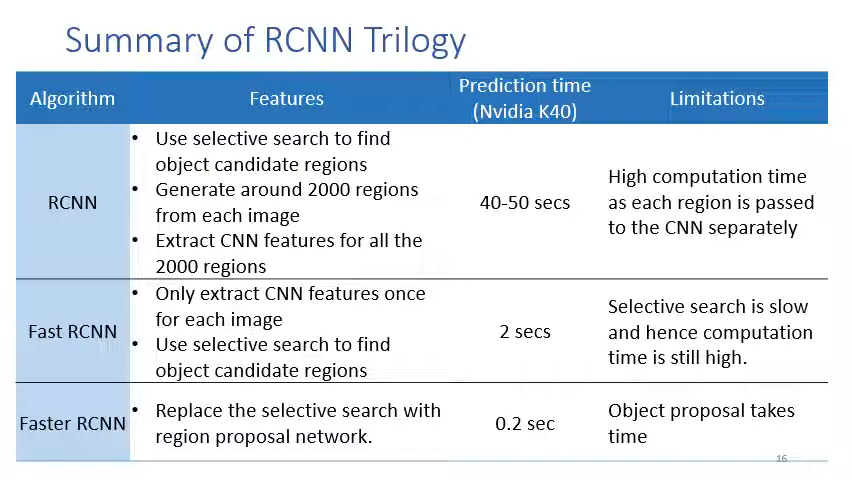 Summary of RCNN Trilogy
Algorithm
Features
Prediction time
(Nvidia K40)
Limitations
RCNN
• Use selective search to find
object candidate regions
• Generate around 2000 regions
from each image
• Extract CNN features for all the
2000 regions
40-50 secs
High computation time
as each region is passed
to the CNN separately
Fast RCNN
• Only extract CNN features once
for each image
• Use selective search to find
object candidate regions
2 secs
Selective search is slow
and hence computation
time is still high.
Faster RCNN
• Replace the selective search with
region proposal network.
0.2 sec
Object proposal takes
time
16